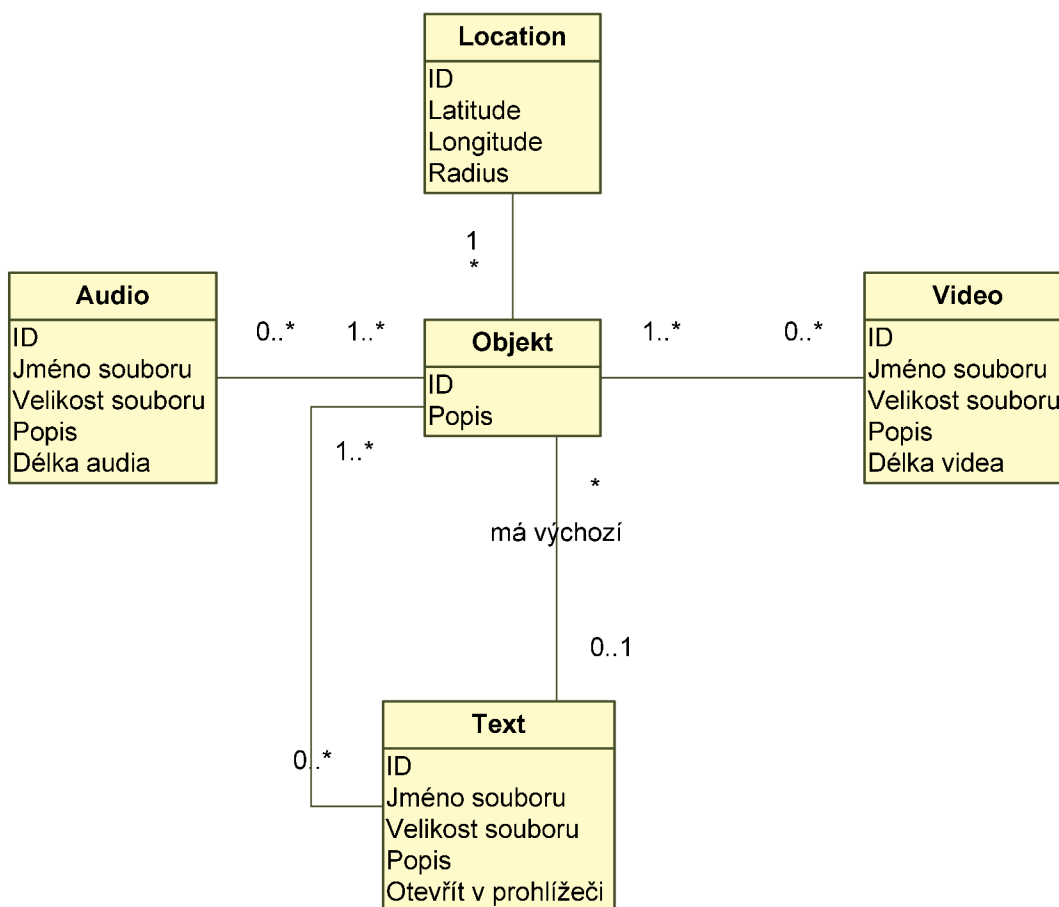 Location
ID
Latitude
Longitude
Radius
1
*
Audio
ID
Jméno souboru
Velikost souboru
Popis
Délka audia
0..*
1..*
Objekt
ID
Popis
1..*
0..*
Video
ID
Jméno souboru
Velikost souboru
Popis
Délka videa
1..*
*
má výchozí
0..1
0..*
Text
ID
Jméno souboru
Velikost souboru
Popis
Otevřít v prohlížeči